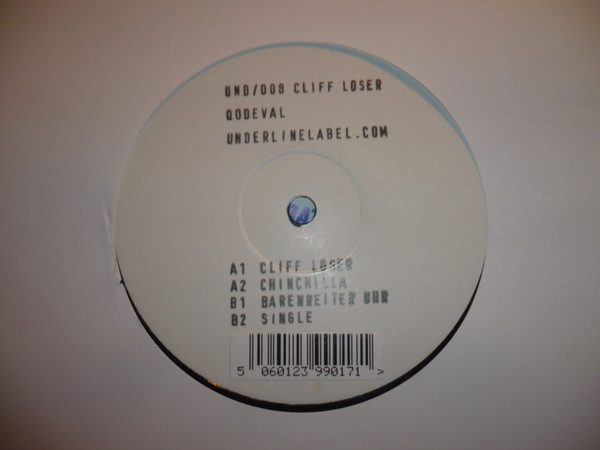 UND/008 CLIFF LOSER
QODEVAL
UNDERLINELABEL.COM
A1 CLIFF LOSER
A2 CHINCHILLA
B1 BARENREITER UHR
B2 SINGLE
5 060123 990171 >